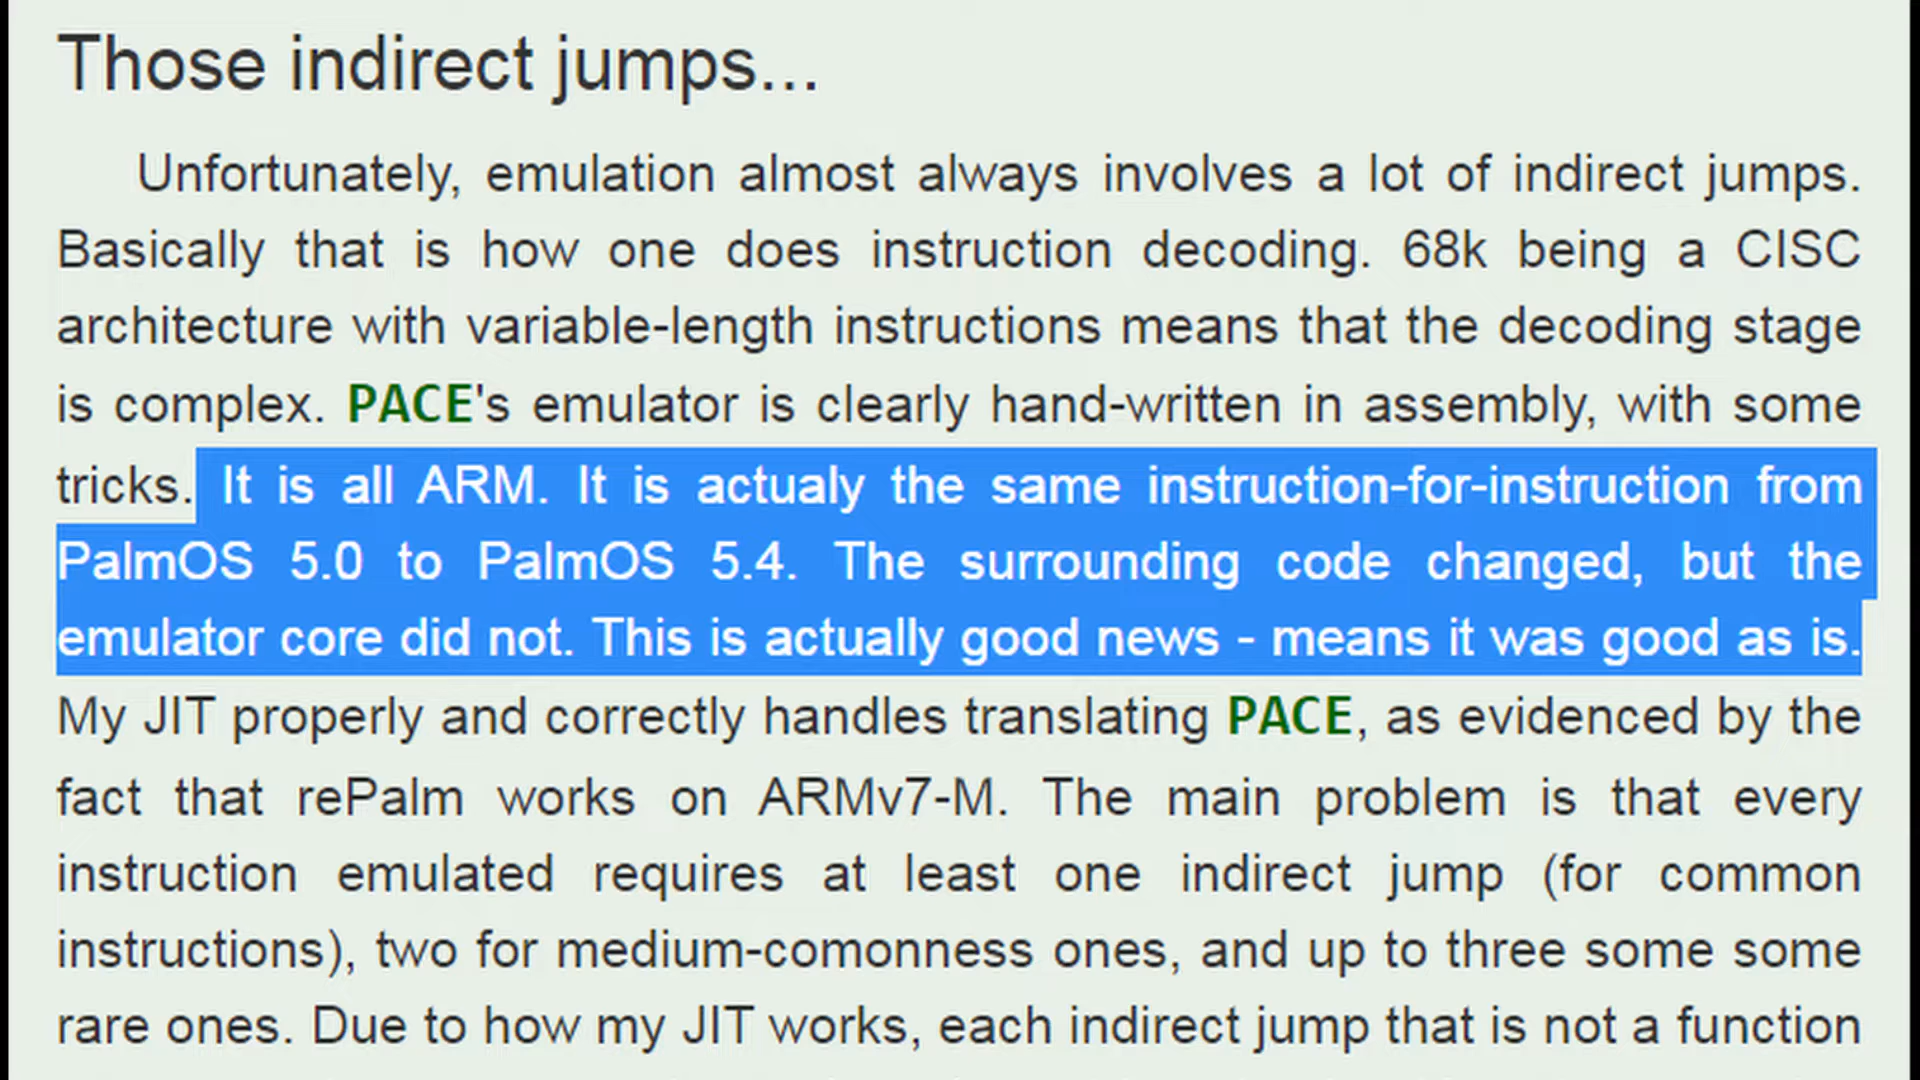 Those indirect jumps...
Unfortunately, emulation almost always involves a lot of indirect jumps.
Basically that is how one does instruction decoding. 68k being a CISC
architecture with variable-length instructions means that the decoding stage
is complex. PACE's emulator is clearly hand-written in assembly, with some
tricks. It is all ARM. It is actualy the same instruction-for-instruction from
PalmOS 5.0 to PalmOS 5.4. The surrounding code changed, but the
emulator core did not. This is actually good news - means it was good as is.
My JIT properly and correctly handles translating PACE, as evidenced by the
fact that rePalm works on ARMv7-M. The main problem is that every
instruction emulated requires at least one indirect jump (for common
instructions), two for medium-comonness ones, and up to three some some
rare ones. Due to how my JIT works, each indirect jump that is not a function